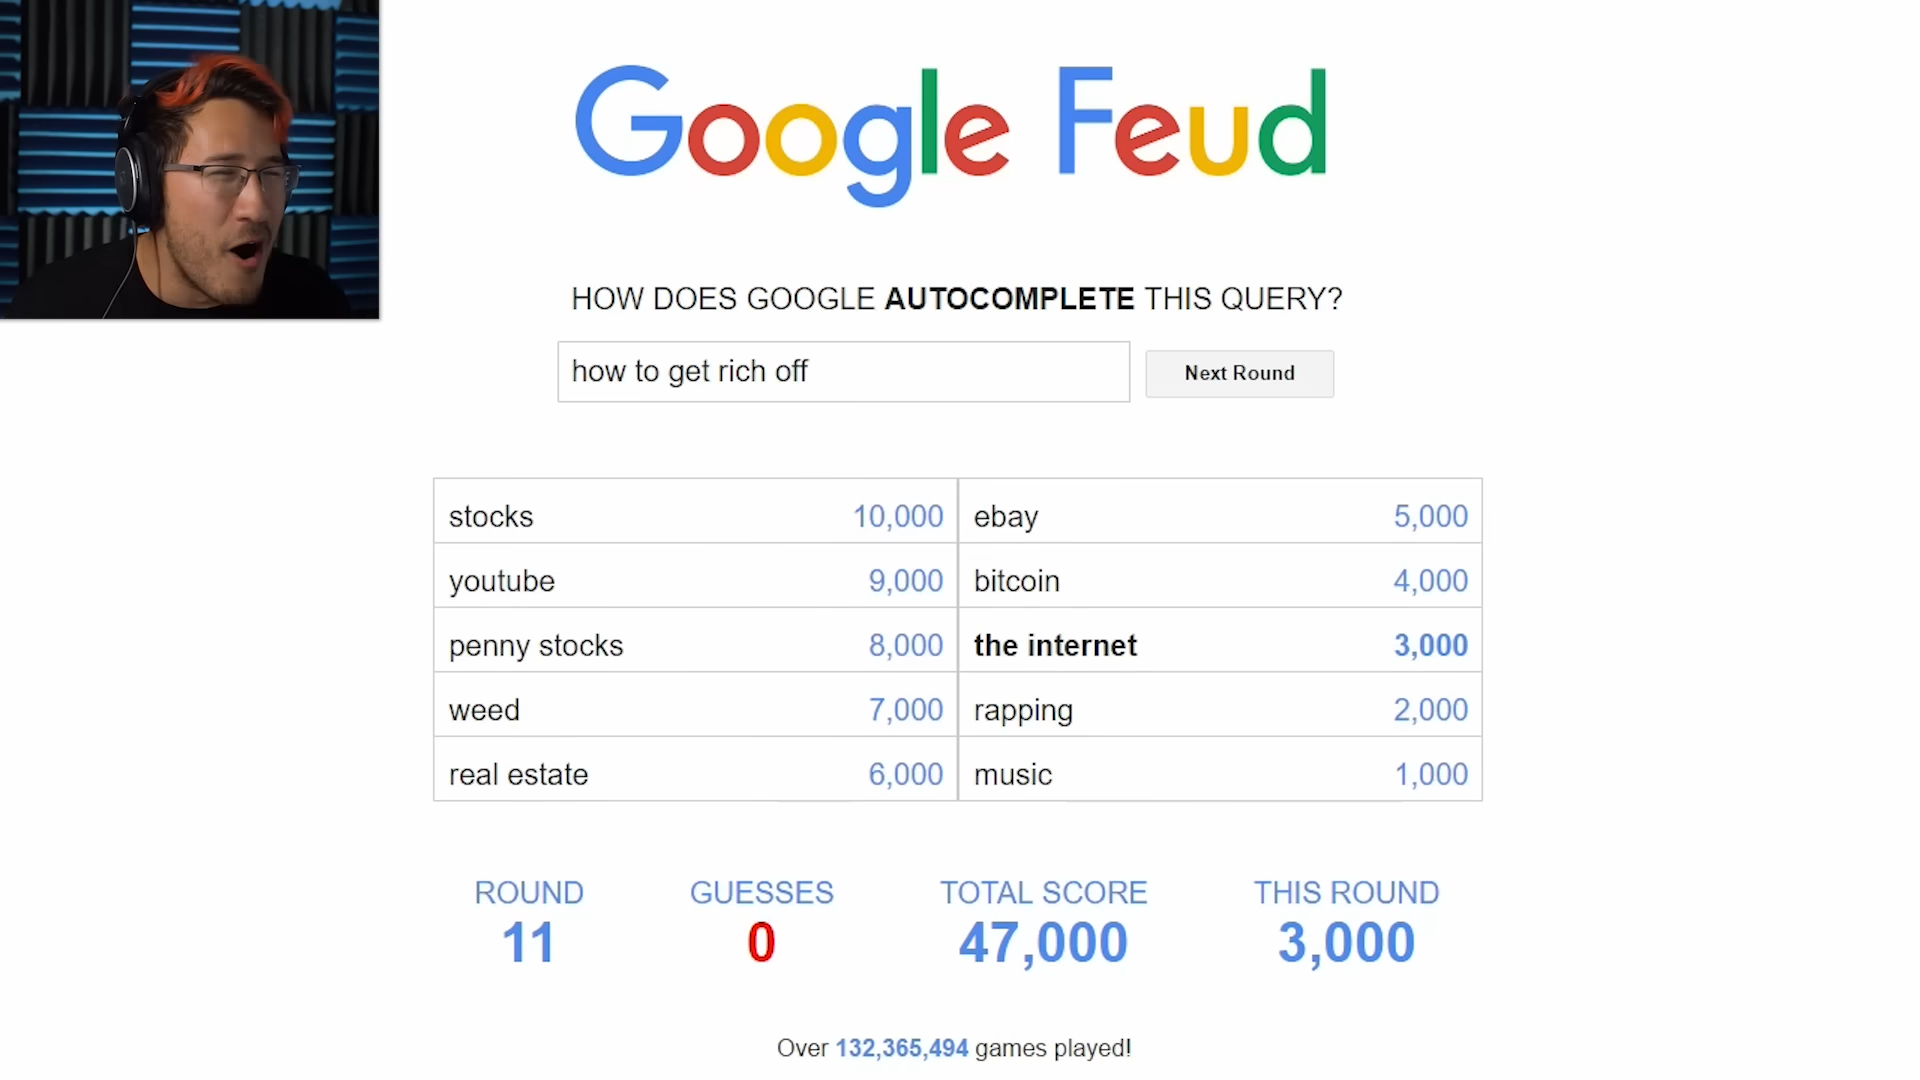 Google Feud
HOW DOES GOOGLE AUTOCOMPLETE THIS QUERY?
how to get rich off
Next Round
stocks 10,000
youtube 9,000
penny stocks 8,000
weed 7,000
real estate 6,000
ebay 5,000
bitcoin 4,000
the internet 3,000
rapping 2,000
music 1,000
ROUND GUESSES TOTAL SCORE THIS ROUND
11 0 47,000 3,000
Over 132,365,494 games played!